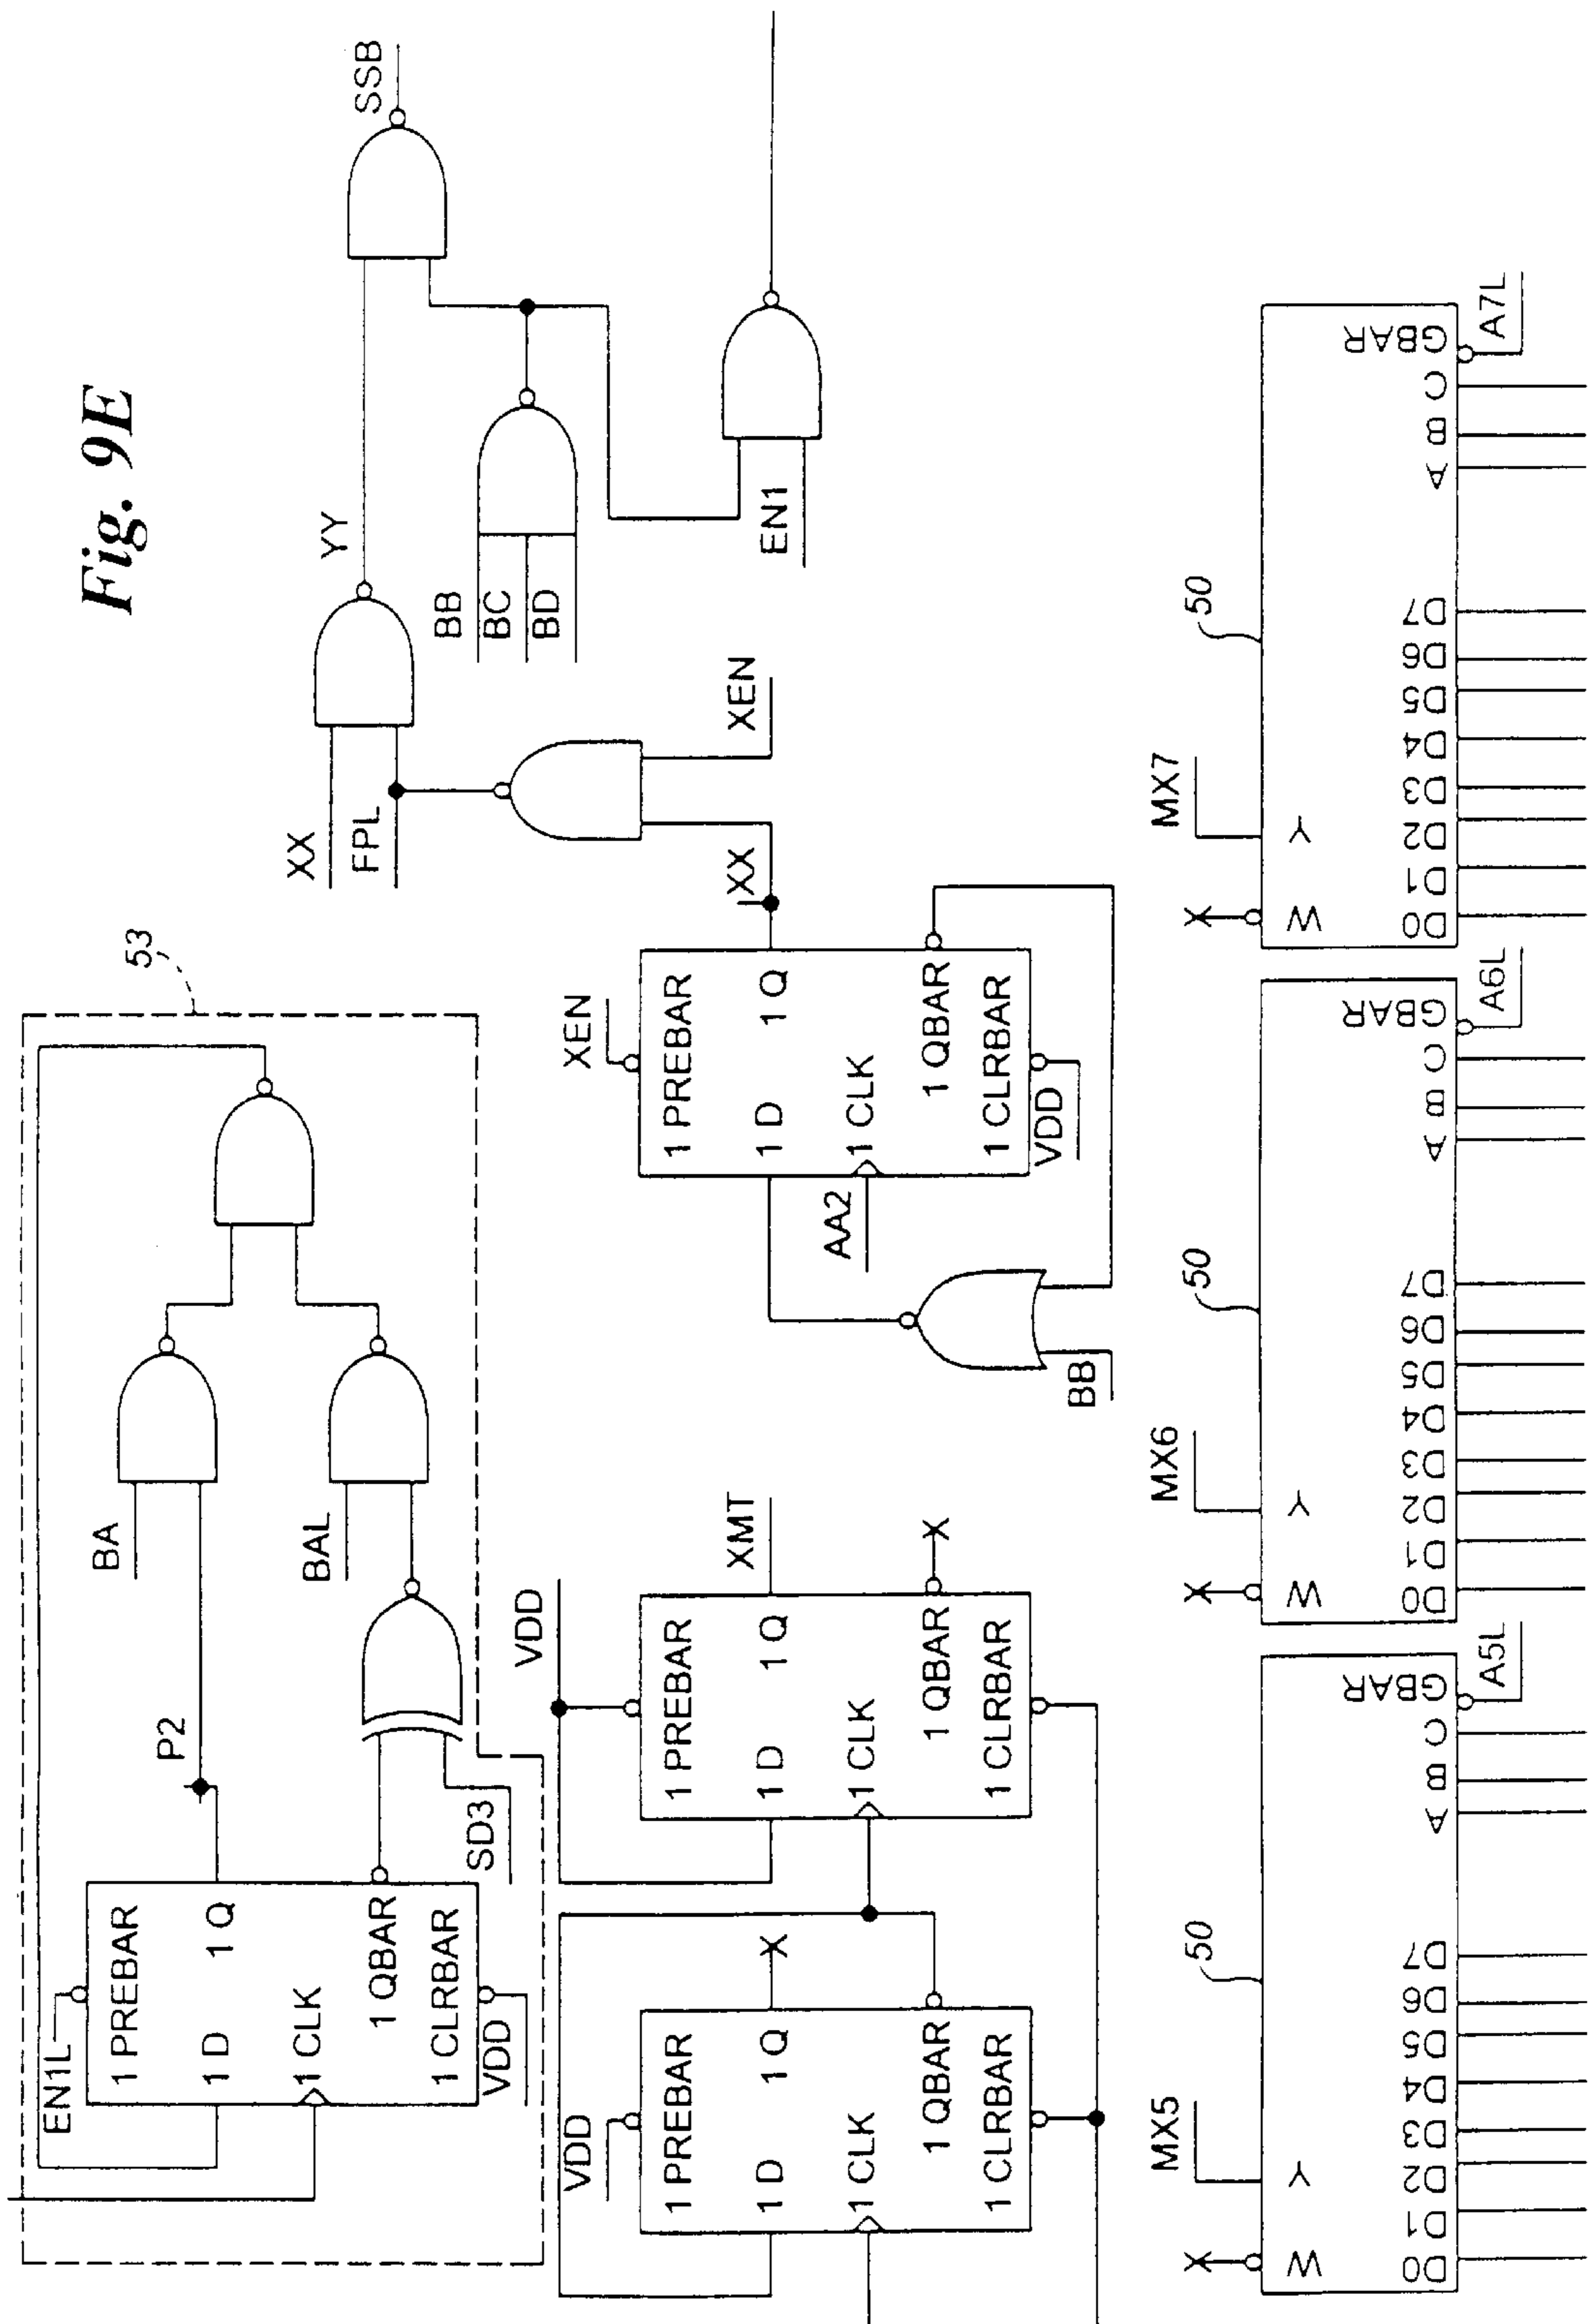 Fig. 9E
53
EN1L
1 PREBAR
1 D
1 Q
1 CLK
1 QBAR
1 CLRBAR
VDD
P2
SD3
BA
BAL
XX
FPL
YY
BB
BC
BD
SSB
EN1
XEN
VDD
1 PREBAR
1 D
1 Q
X
1 CLK
1 QBAR
1 CLRBAR
VDD
1 PREBAR
1 D
1 Q
XMT
1 CLK
1 QBAR
X
1 CLRBAR
BB
AA2
XEN
1 PREBAR
1 D
1 Q
1 CLK
1 QBAR
1 CLRBAR
VDD
XX
MX5
50
X
W
Y
D0
D1
D2
D3
D4
D5
D6
D7
A
B
C
GBAR
A5L
MX6
50
X
W
Y
D0
D1
D2
D3
D4
D5
D6
D7
A
B
C
GBAR
A6L
MX7
50
X
W
Y
D0
D1
D2
D3
D4
D5
D6
D7
A
B
C
GBAR
A7L